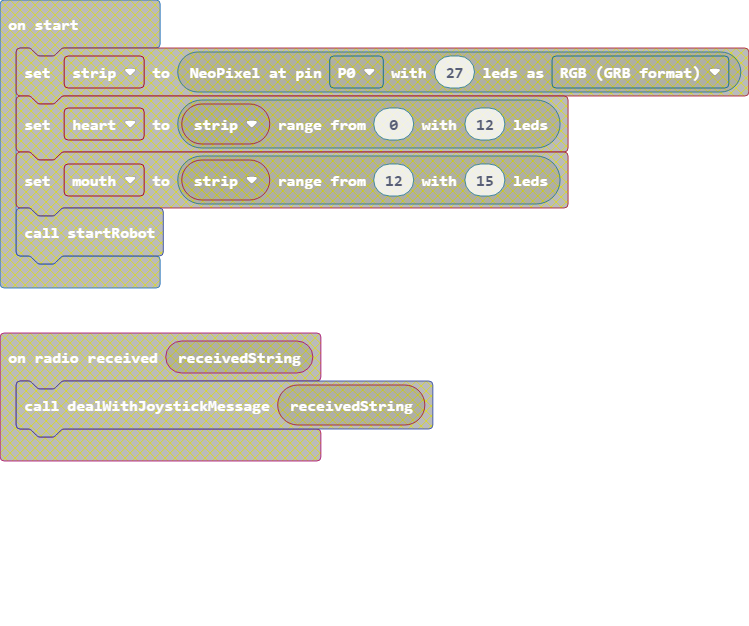 on start
set strip to NeoPixel at pin P0 with 27 leds as RGB (GRB format)
set heart to strip range from 0 with 12 leds
set mouth to strip range from 12 with 15 leds
call startRobot
on radio received receivedString
call dealWithJoystickMessage receivedString